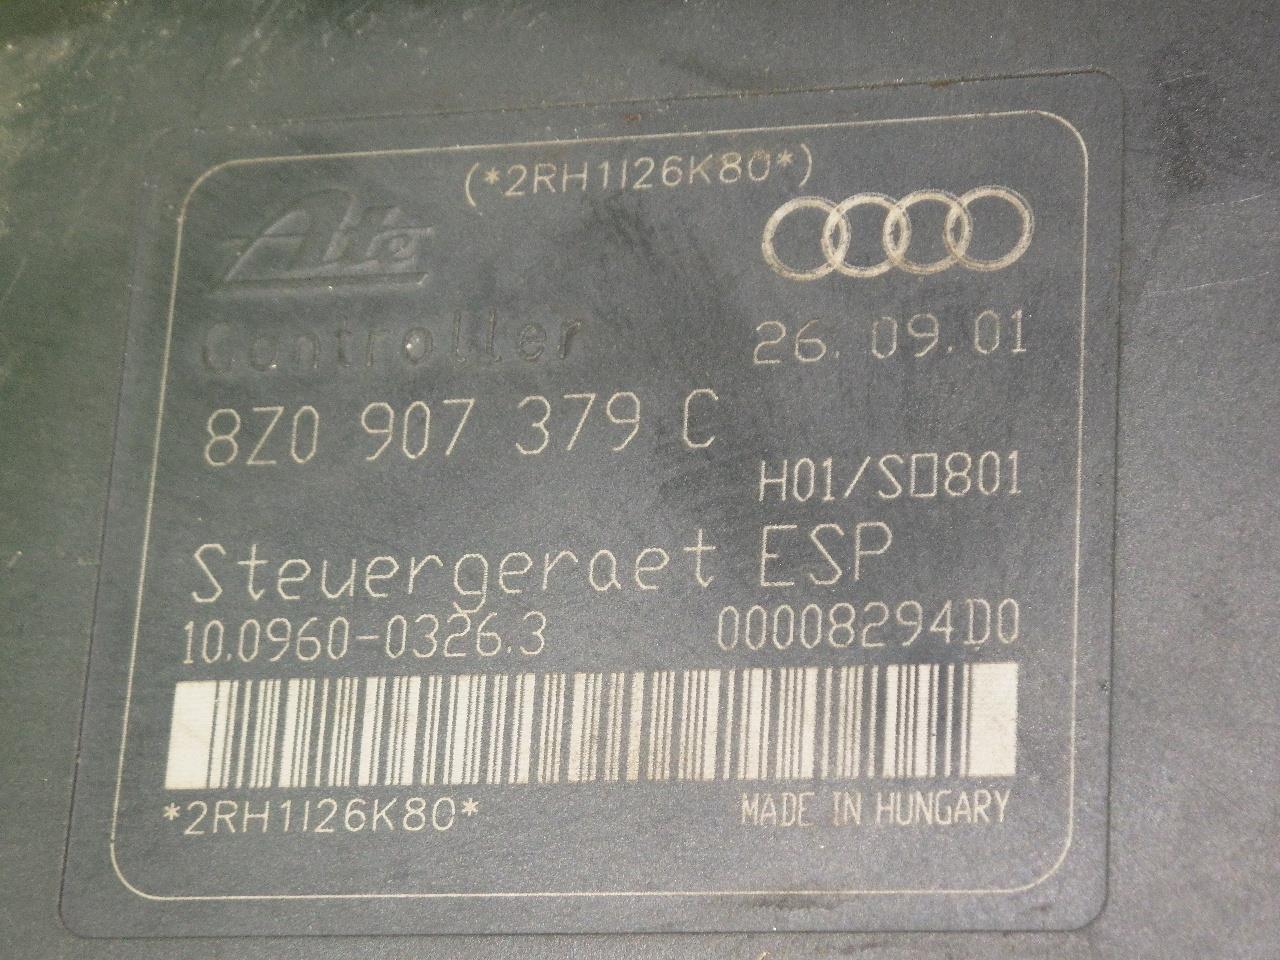 (*2RH1I26K80*)
Ate
Controller
26. 09. 01
8Z0 907 379 C
H01/S□801
Steuergeraet ESP
10.0960-0326.3 00008294D0
*2RH1I26K80* MADE IN HUNGARY